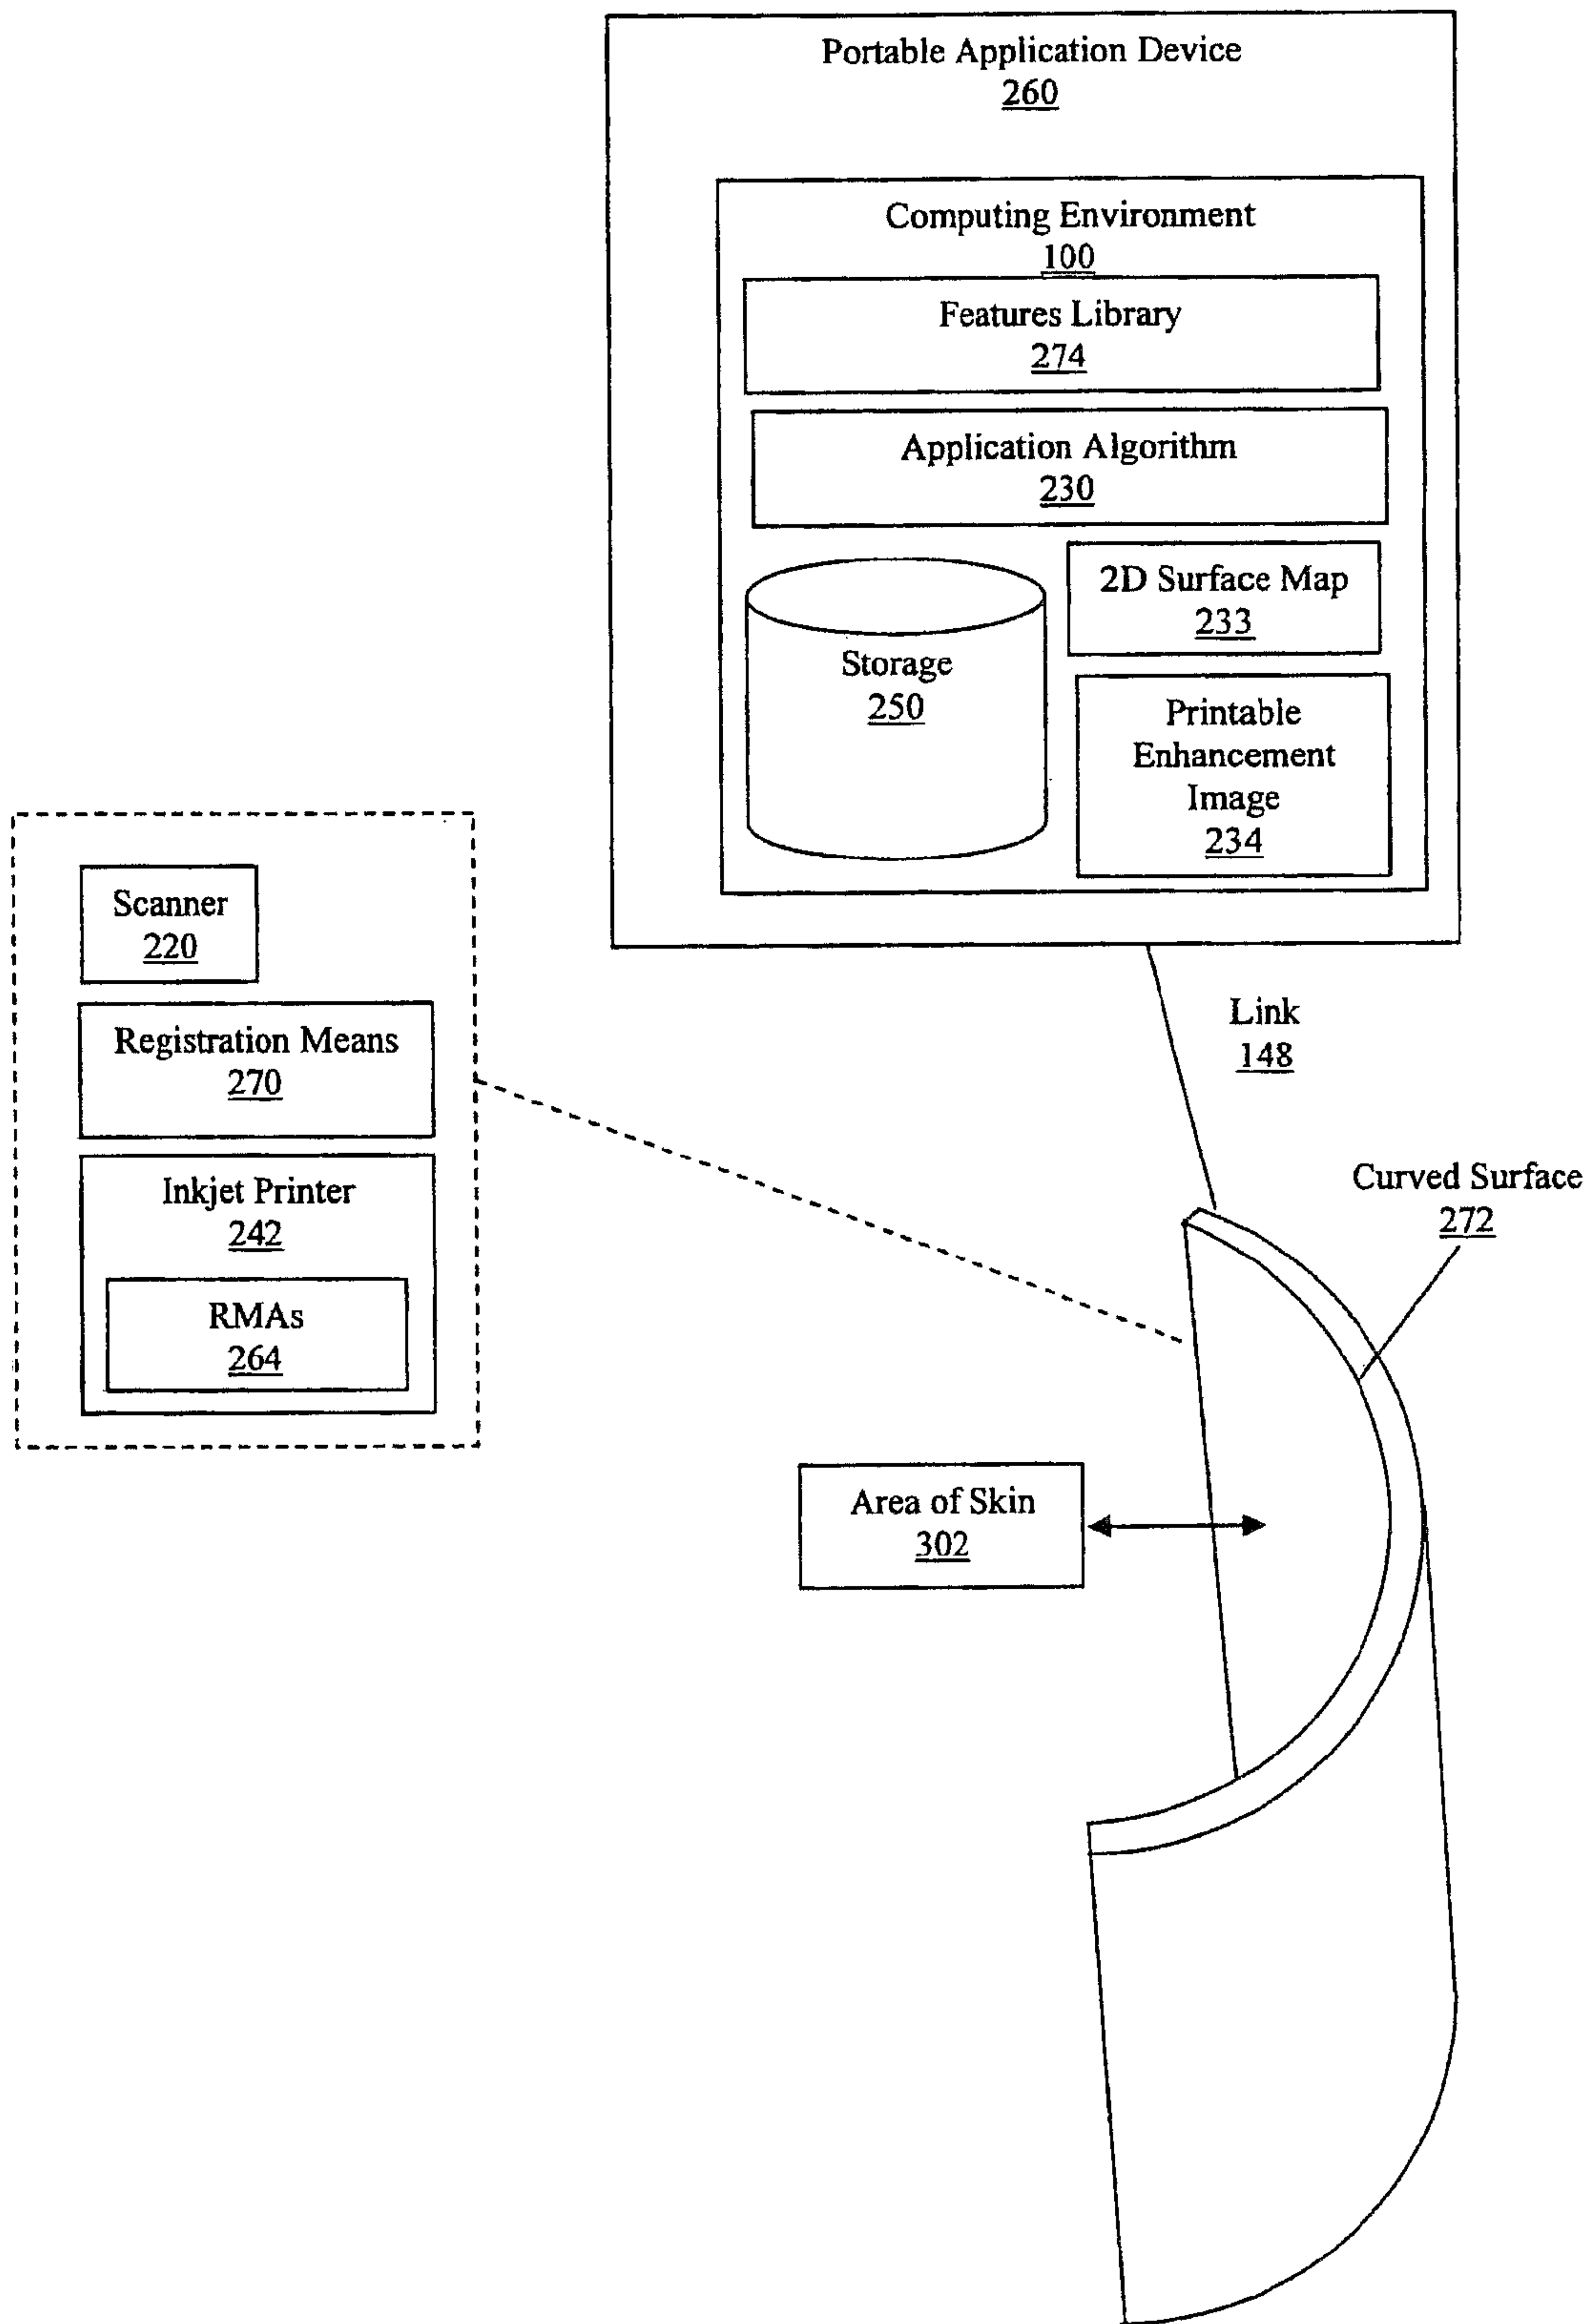 Portable Application Device
260
Computing Environment
100
Features Library
274
Application Algorithm
230
2D Surface Map
233
Storage
250
Printable
Enhancement
Image
234
Scanner
220
Registration Means
270
Inkjet Printer
242
RMAs
264
Link
148
Curved Surface
272
Area of Skin
302